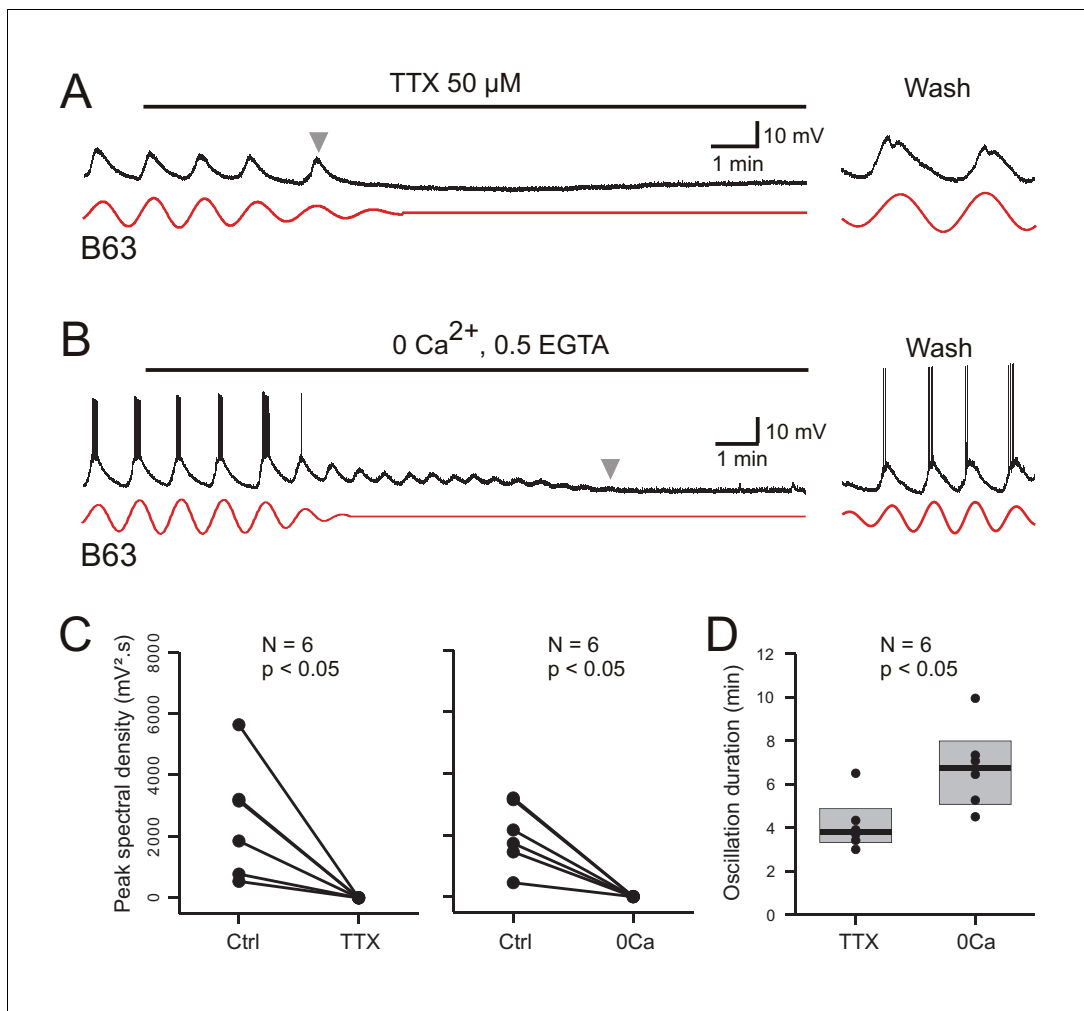 A
TTX 50 µM
Wash
10 mV
1 min
B63
B
0 Ca2+, 0.5 EGTA
Wash
10 mV
1 min
B63
C
N = 6
p < 0.05
N = 6
p < 0.05
Peak spectral density (mV².s)
8000
6000
4000
2000
0
Ctrl
TTX
Ctrl
0Ca
D
N = 6
p < 0.05
Oscillation duration (min)
12
10
8
6
4
2
0
TTX
0Ca